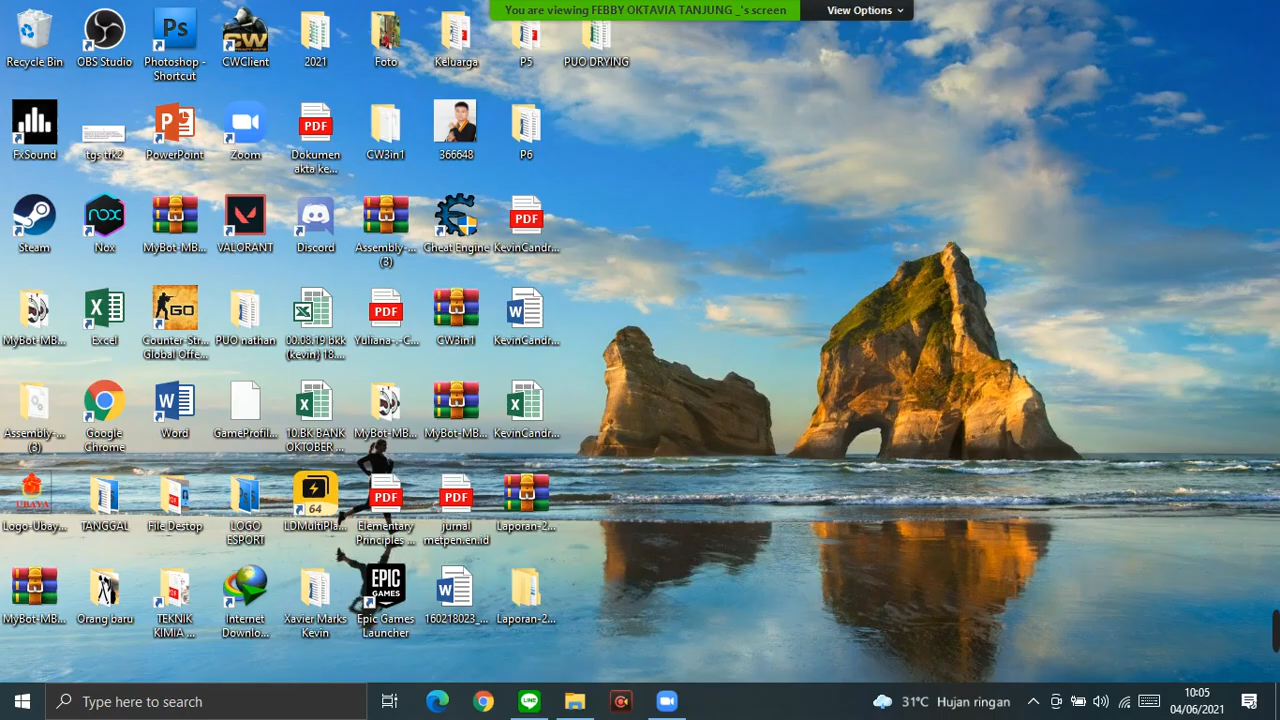 You are viewing FEBBY OKTAVIA TANJUNG _'s screen
View Options
Recycle Bin
OBS Studio
Photoshop - Shortcut
CWClient
2021
Foto
Keluarga
P5
PUO DRYING
FxSound
tgs trk2
PowerPoint
Zoom
Dokumen akta ke...
CW3in1
366648
P6
Steam
Nox
MyBot-MB...
VALORANT
Discord
Assembly-... (3)
Cheat Engine
KevinCandr...
MyBot-MB...
Excel
Counter-Str... Global Offe...
PUO nathan
00.08.19 bkk (kevin) 18....
Yuliana-,-C...
CW3in1
KevinCandr...
Assembly-... (3)
Google Chrome
Word
GameProfil...
10.BK BANK OKTOBER ...
MyBot-MB...
MyBot-MB...
KevinCandr...
Logo-Ubay...
TANGGAL
File Destop
LOGO ESPORT
LDMultiPla...
Elementary Principles ...
jurnal metpen.en.id
Laporan-2...
MyBot-MB...
Orang baru
TEKNIK KIMIA ...
Internet Downlo...
Xavier Marks Kevin
Epic Games Launcher
160218023_...
Laporan-2...
Type here to search
31°C Hujan ringan
10:05
04/06/2021